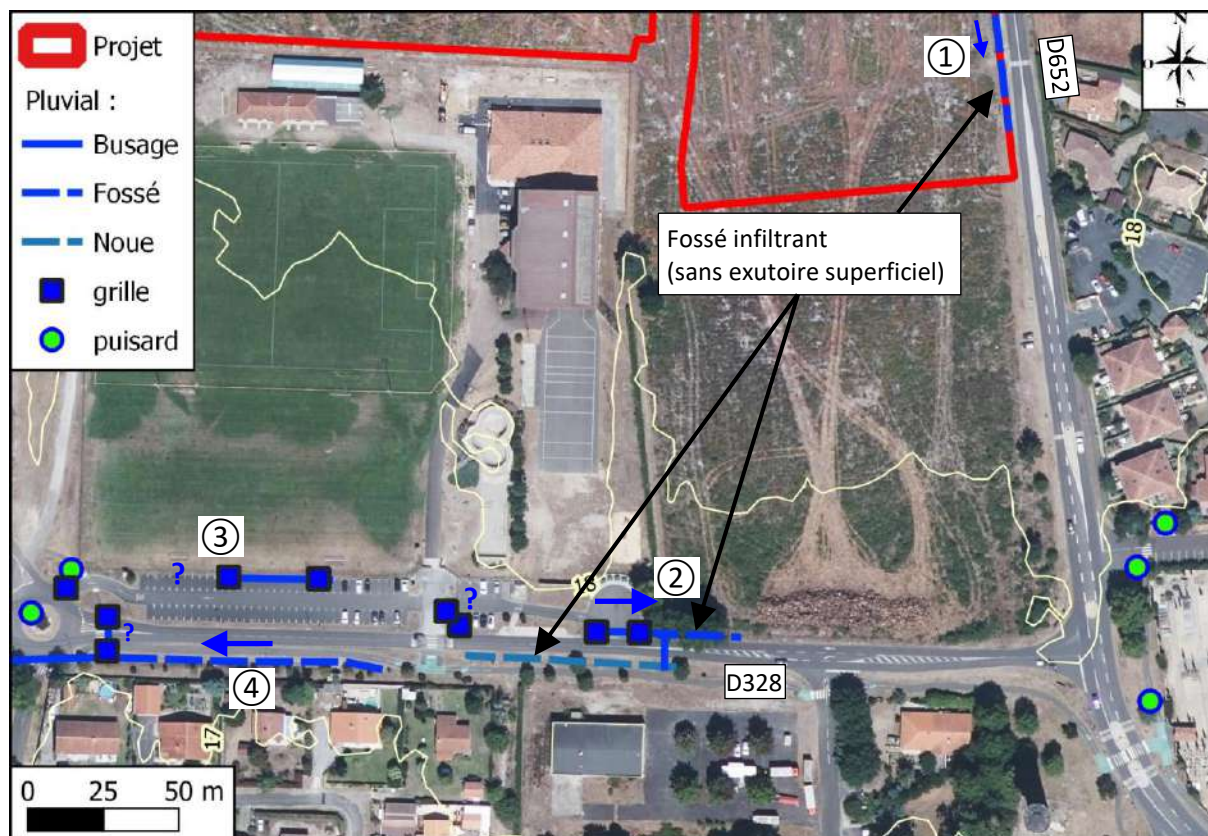 Projet
Pluvial :
Busage
Fossé
Noue
grille
puisard
①
D652
N
S
18
Fossé infiltrant
(sans exutoire superficiel)
③
?
②
18
?
?
④
D328
17
0 25 50 m